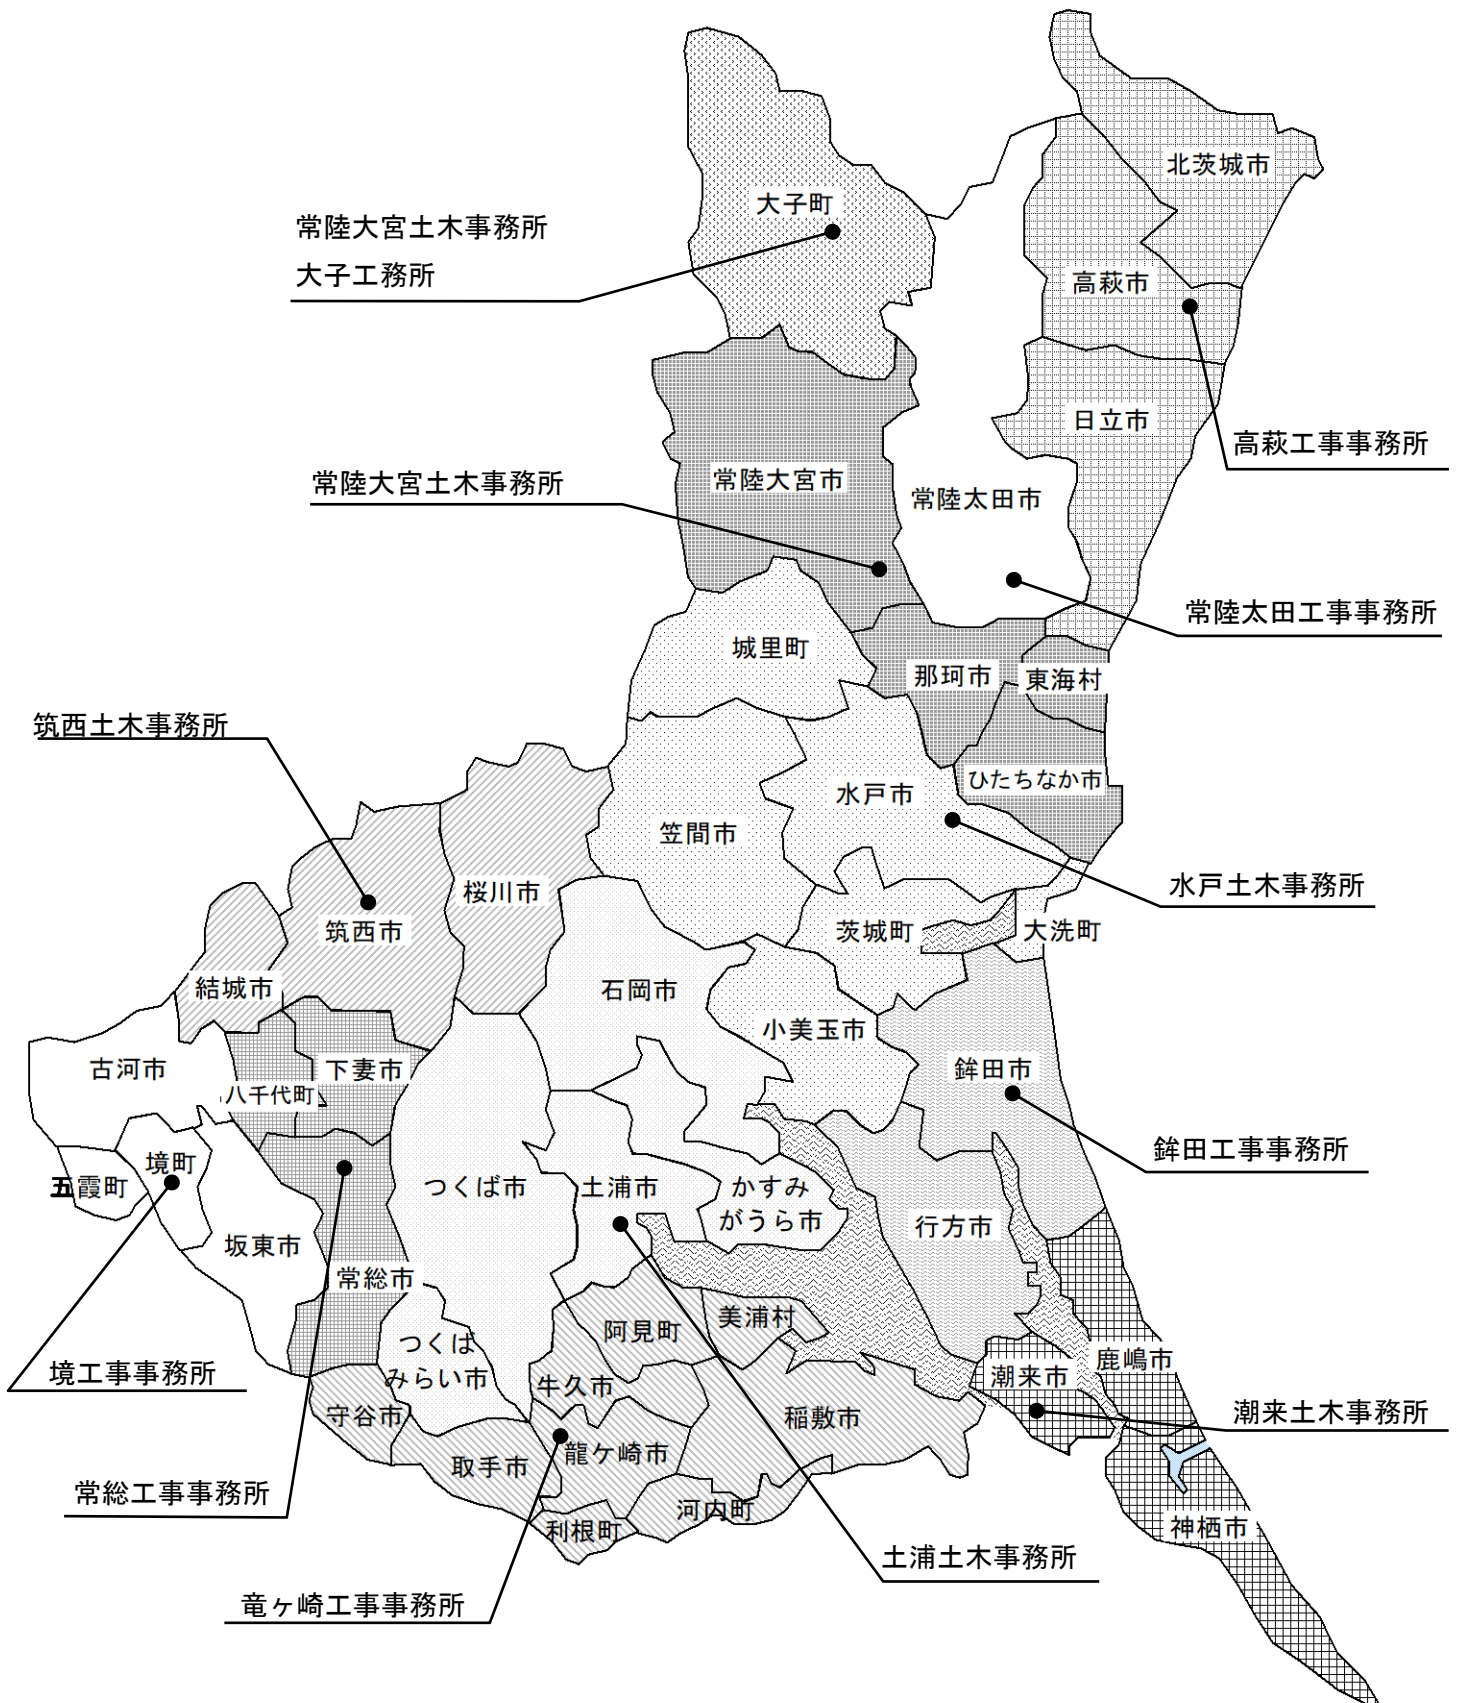 北茨城市
大子町
常陸大宮土木事務所
大子工務所
高萩市
日立市
高萩工事事務所
常陸大宮土木事務所
常陸大宮市
常陸太田市
常陸太田工事事務所
城里町
那珂市
東海村
筑西土木事務所
ひたちなか市
水戸市
笠間市
水戸土木事務所
桜川市
筑西市
茨城町
大洗町
結城市
石岡市
小美玉市
古河市
下妻市
八千代町
鉾田市
鉾田工事事務所
境町
五霞町
つくば市
土浦市
かすみ
がうら市
行方市
坂東市
常総市
美浦村
阿見町
つくば
みらい市
鹿嶋市
境工事事務所
潮来市
牛久市
守谷市
稲敷市
潮来土木事務所
龍ケ崎市
取手市
常総工事事務所
河内町
利根町
神栖市
土浦土木事務所
竜ヶ崎工事事務所